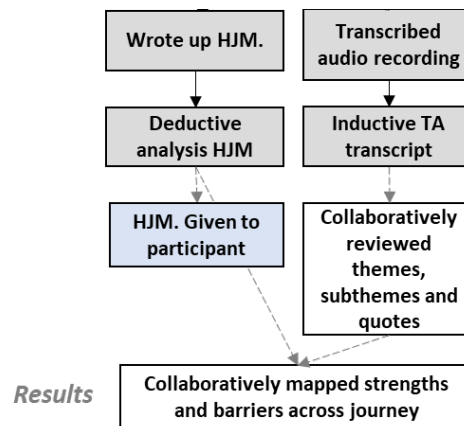 Wrote up HJM.
Transcribed
audio recording
Deductive
analysis HJM
Inductive TA
transcript
HJM. Given to
participant
Collaboratively
reviewed
themes,
subthemes and
quotes
Results
Collaboratively mapped strengths
and barriers across journey